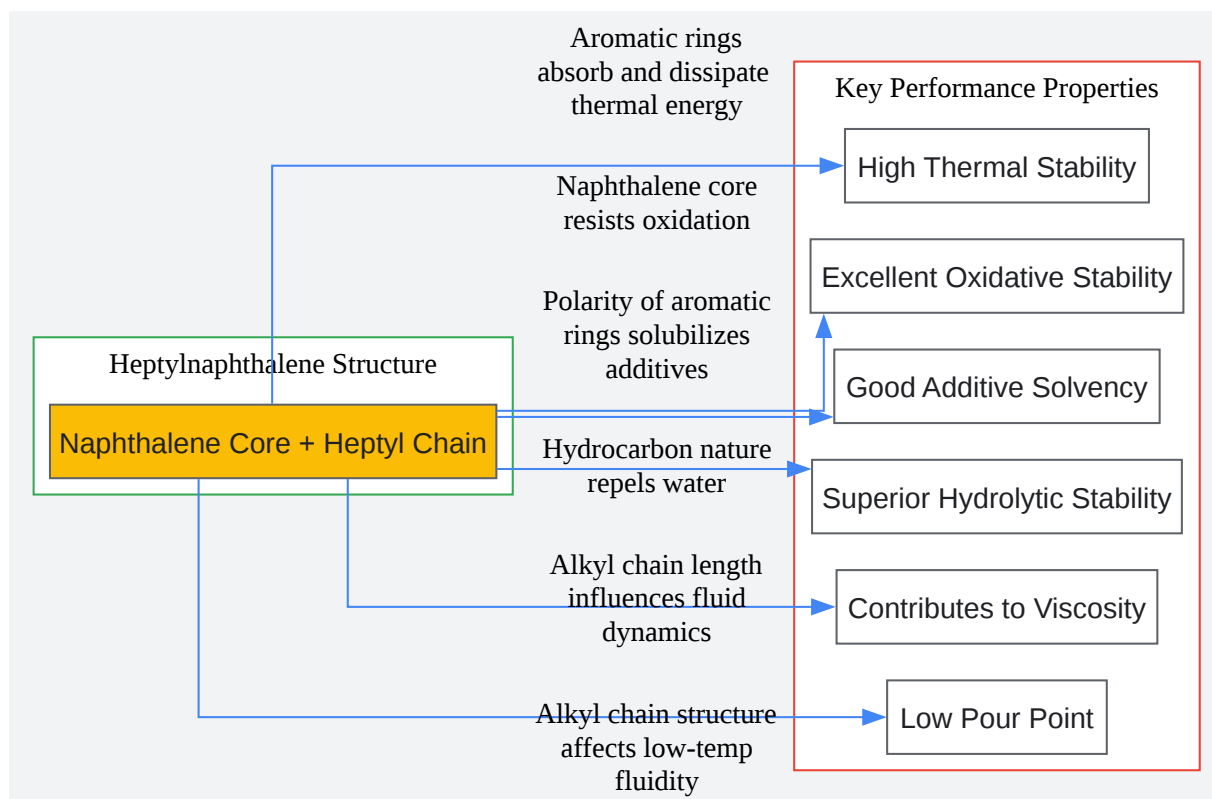 Aromatic rings
absorb and dissipate
thermal energy
Key Performance Properties
High Thermal Stability
Naphthalene core
resists oxidation
Excellent Oxidative Stability
Polarity of aromatic
rings solubilizes
additives
Heptylnaphthalene Structure
Good Additive Solvency
Naphthalene Core + Heptyl Chain
Hydrocarbon nature
repels water
Superior Hydrolytic Stability
Alkyl chain length
influences fluid
dynamics
Contributes to Viscosity
Alkyl chain structure
affects low-temp
fluidity
Low Pour Point